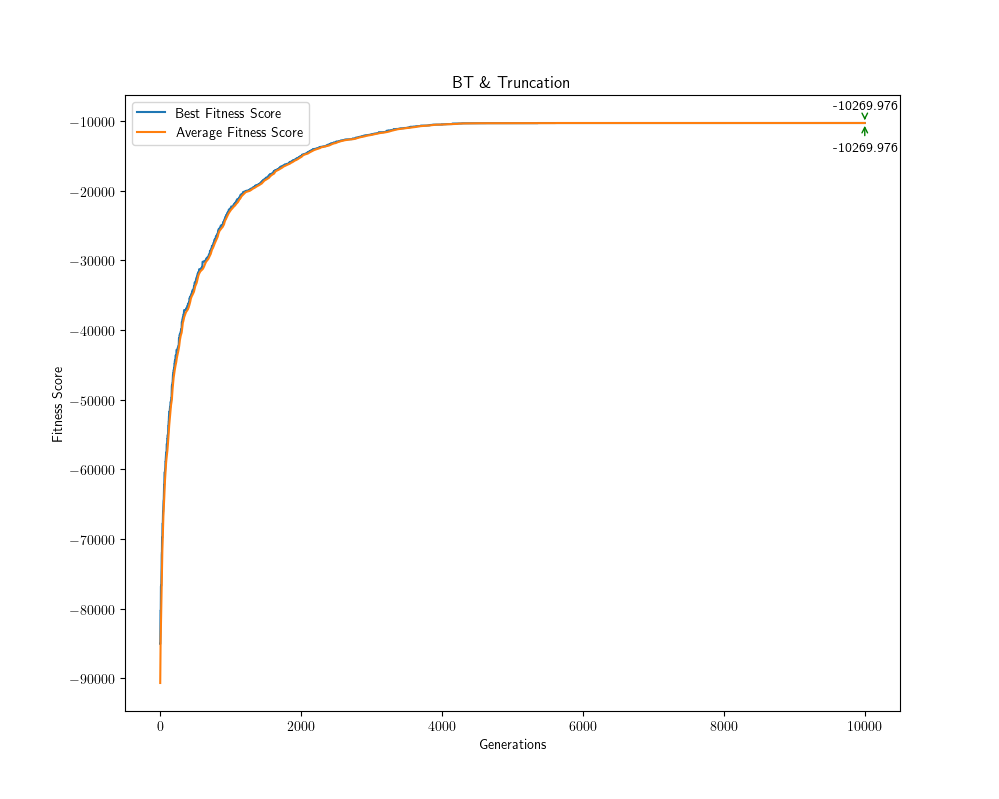 BT & Truncation
Best Fitness Score
Average Fitness Score
-10269.976
-10269.976
−10000
−20000
−30000
−40000
−50000
−60000
−70000
−80000
−90000
Fitness Score
0 2000 4000 6000 8000 10000
Generations